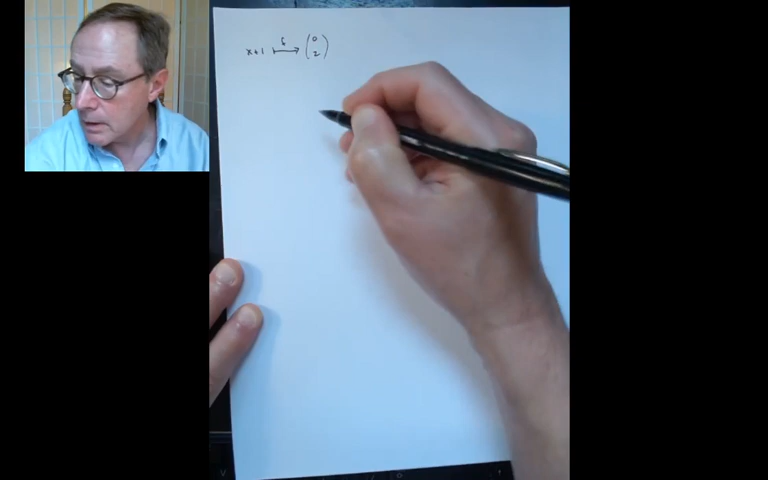 f
x+1 ⟼ (0
2)